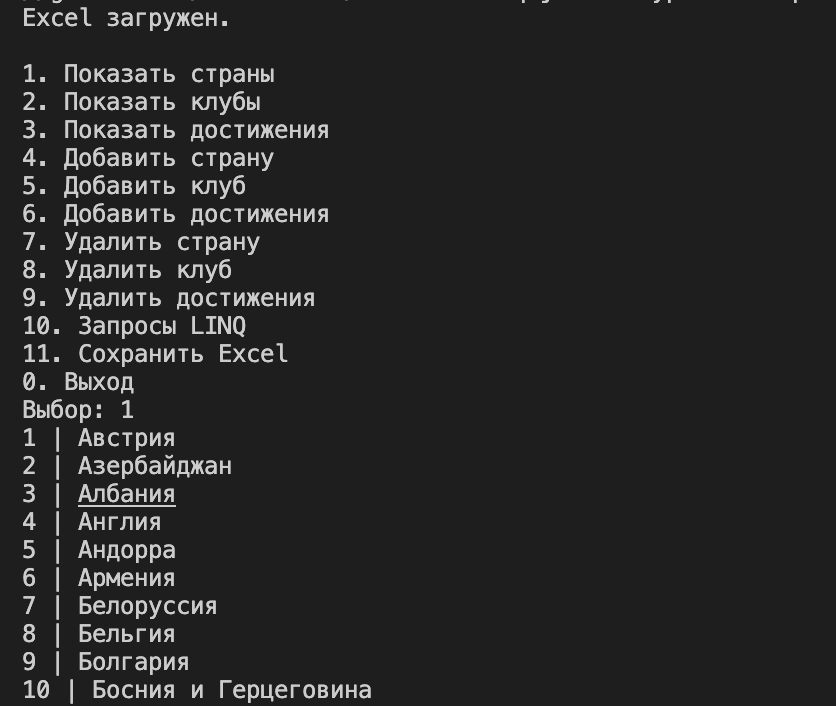 Excel загружен.
1. Показать страны
2. Показать клубы
3. Показать достижения
4. Добавить страну
5. Добавить клуб
6. Добавить достижения
7. Удалить страну
8. Удалить клуб
9. Удалить достижения
10. Запросы LINQ
11. Сохранить Excel
0. Выход
Выбор: 1
1 | Австрия
2 | Азербайджан
3 | Албания
4 | Англия
5 | Андорра
6 | Армения
7 | Белоруссия
8 | Бельгия
9 | Болгария
10 | Босния и Герцеговина